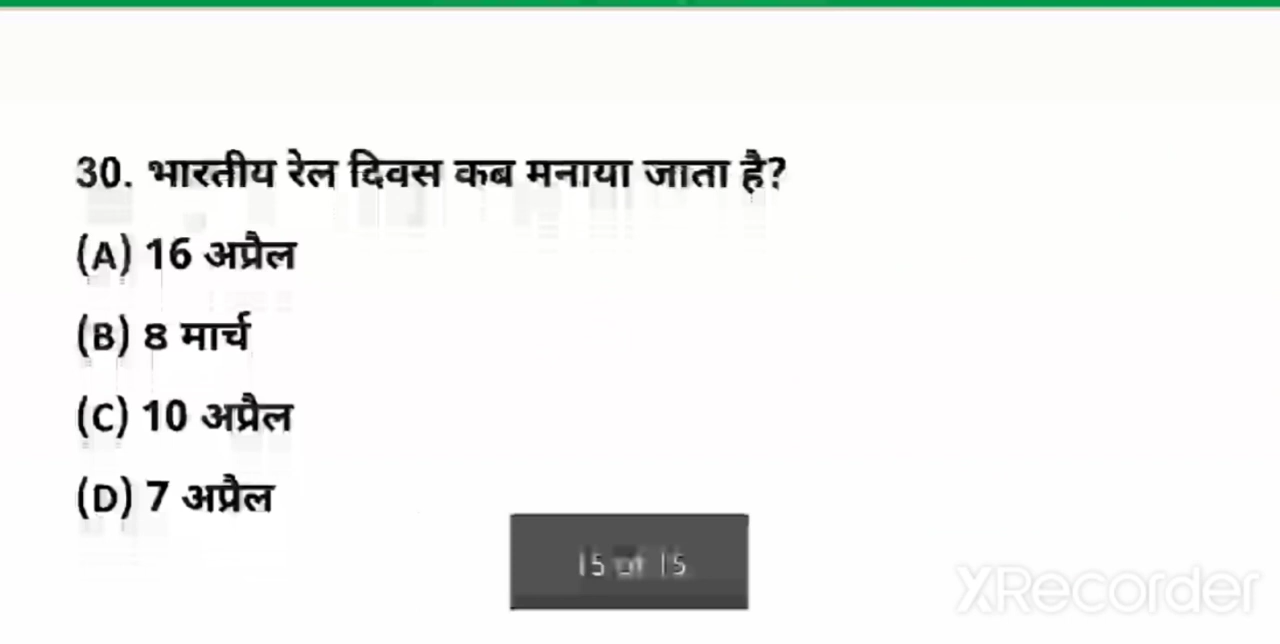 30. भारतीय रेल दिवस कब मनाया जाता है?
(A) 16 अप्रैल
(B) 8 मार्च
(C) 10 अप्रैल
(D) 7 अप्रैल
15 of 15
XRecorder